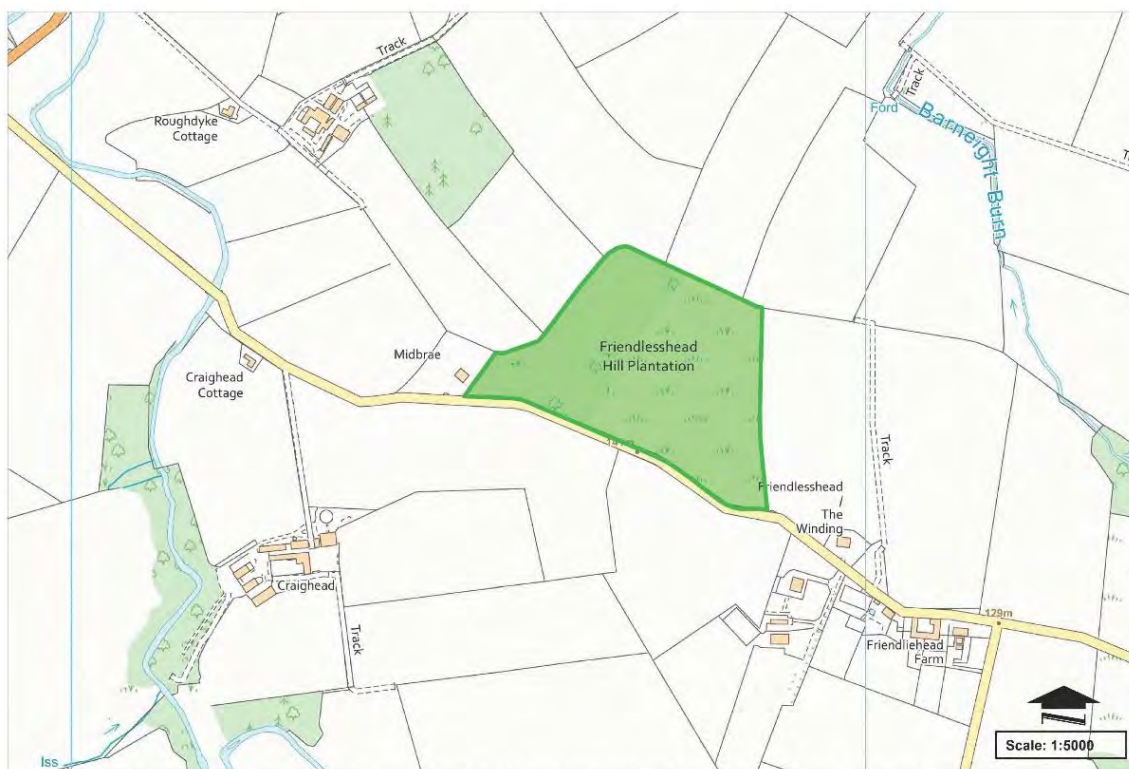 Track
Roughdyke
Cottage
Track
Ford
Barneight Burn
Friendlesshead
Hill Plantation
Midbrae
Craighead
Cottage
Track
Friendlesshead
/
The
Winding
Craighead
Track
129m
Friendliehead
Farm
Iss
Scale: 1:5000